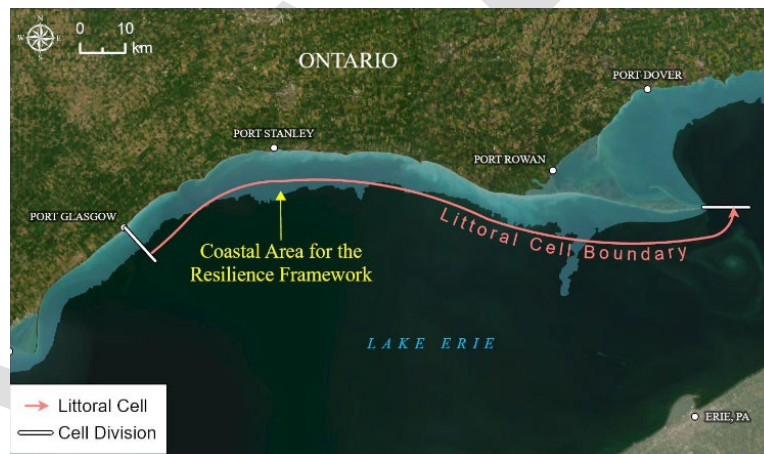 N
W E
S
0 10
km
ONTARIO
PORT DOVER
PORT STANLEY
PORT ROWAN
PORT GLASGOW
Littoral Cell Boundary
Coastal Area for the
Resilience Framework
LAKE ERIE
Littoral Cell
Cell Division
ERIE, PA